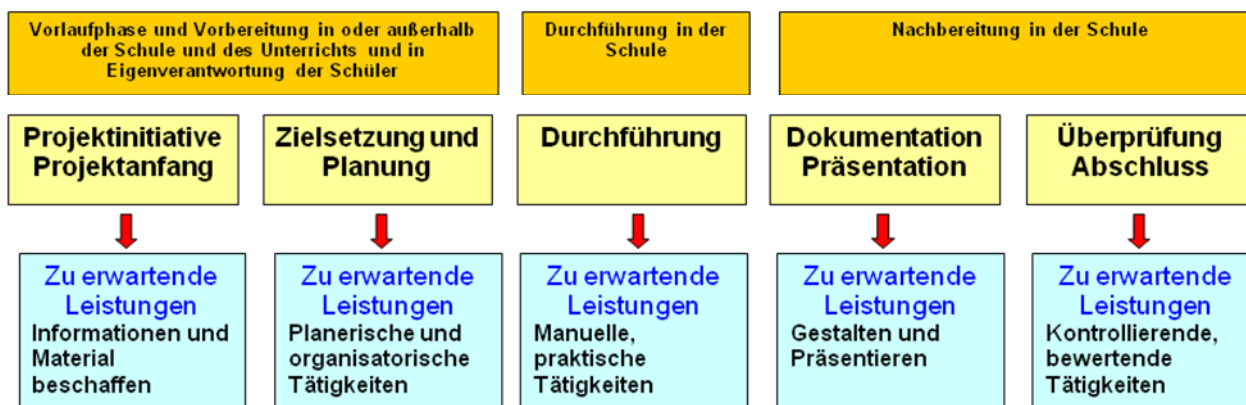 Vorlaufphase und Vorbereitung in oder außerhalb
der Schule und des Unterrichts und in
Eigenverantwortung der Schüler
Durchführung in der
Schule
Nachbereitung in der Schule
Projektinitiative
Projektanfang
Zielsetzung und
Planung
Durchführung
Dokumentation
Präsentation
Überprüfung
Abschluss
Zu erwartende
Leistungen
Informationen und
Material
beschaffen
Zu erwartende
Leistungen
Planerische und
organisatorische
Tätigkeiten
Zu erwartende
Leistungen
Manuelle,
praktische
Tätigkeiten
Zu erwartende
Leistungen
Gestalten und
Präsentieren
Zu erwartende
Leistungen
Kontrollierende,
bewertende
Tätigkeiten